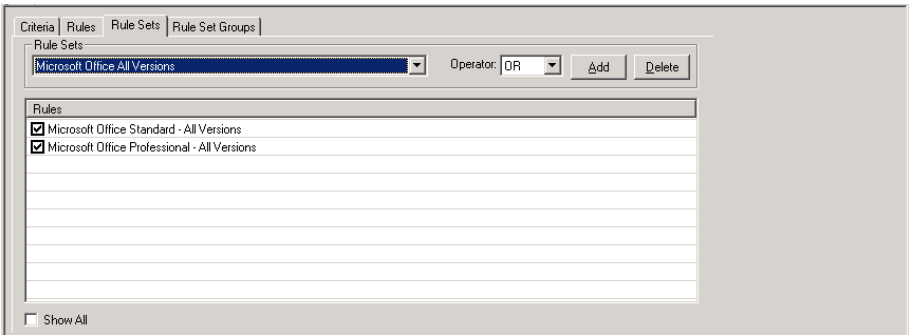 Criteria Rules Rule Sets Rule Set Groups
Rule Sets
Microsoft Office All Versions Operator: OR Add Delete
Rules
Microsoft Office Standard - All Versions
Microsoft Office Professional - All Versions
Show All